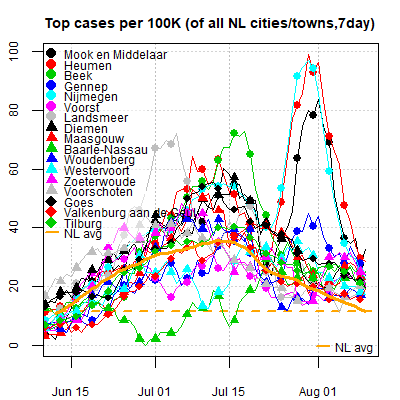 Top cases per 100K (of all NL cities/towns,7day)
100
80
60
40
20
0
Mook en Middelaar
Heumen
Beek
Gennep
Nijmegen
Voorst
Landsmeer
Diemen
Maasgouw
Baarle-Nassau
Woudenberg
Westervoort
Zoeterwoude
Zoorschoten
Goes
Valkenburg aan de
Tilburg
NL avg
NL avg
Jun 15
Jul 01
Jul 15
Aug 01